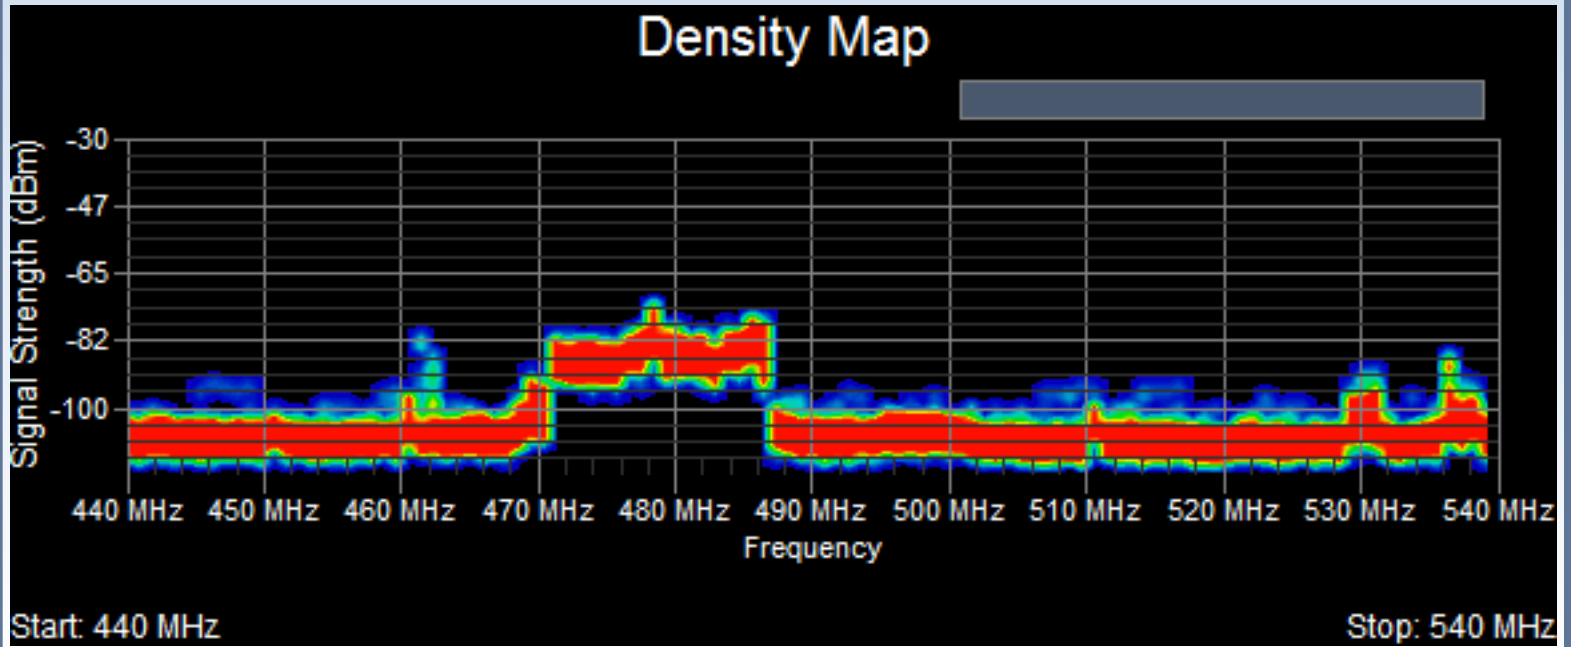 Density Map
Signal Strength (dBm)
-30
-47
-65
-82
-100
440 MHz 450 MHz 460 MHz 470 MHz 480 MHz 490 MHz 500 MHz 510 MHz 520 MHz 530 MHz 540 MHz
Frequency
Start: 440 MHz
Stop: 540 MHz